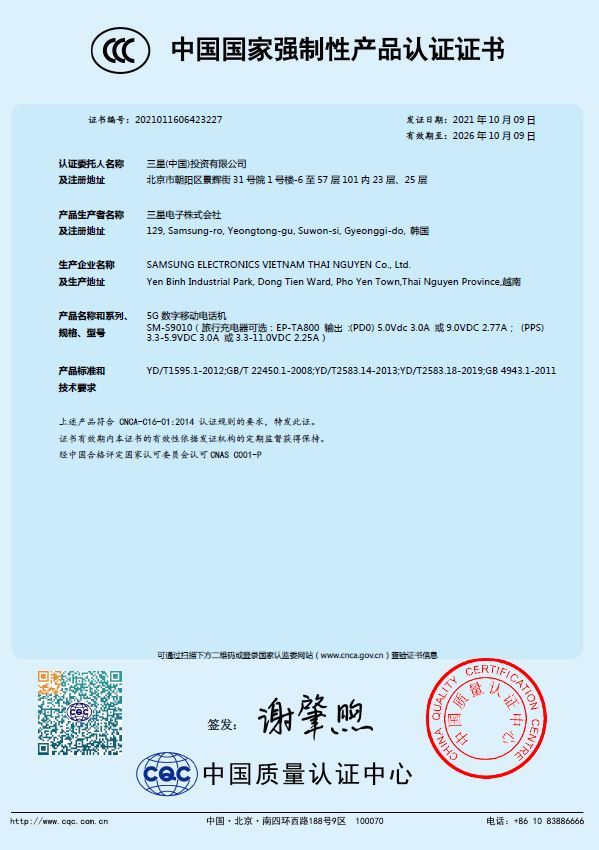 中国国家强制性产品认证证书
证书编号：2021011606423227
发证日期：2021 年 10 月 09 日
有效期至：2026 年 10 月 09 日
认证委托人名称
及注册地址
三星(中国)投资有限公司
北京市朝阳区景辉街 31 号院 1 号楼-6 至 57 层 101 内 23 层、25 层
产品生产者名称
及注册地址
三星电子株式会社
129, Samsung-ro, Yeongtong-gu, Suwon-si, Gyeonggi-do, 韩国
生产企业名称
及生产地址
SAMSUNG ELECTRONICS VIETNAM THAI NGUYEN Co., Ltd.
Yen Binh Industrial Park, Dong Tien Ward, Pho Yen Town,Thai Nguyen Province,越南
产品名称和系列、
规格、型号
5G 数字移动电话机
SM-S9010（旅行充电器可选：EP-TA800 输出 :(PD0) 5.0Vdc 3.0A 或 9.0VDC 2.77A； (PPS)
3.3-5.9VDC 3.0A 或 3.3-11.0VDC 2.25A）
产品标准和
技术要求
YD/T1595.1-2012;GB/T 22450.1-2008;YD/T2583.14-2013;YD/T2583.18-2019;GB 4943.1-2011
上述产品符合 CNCA-C16-01:2014 认证规则的要求，特发此证。
证书有效期内本证书的有效性依据发证机构的定期监督获得保持。
经中国合格评定国家认可委员会认可 CNAS C001-P
可通过扫描下方二维码或登录国家认监委网站（www.cnca.gov.cn）查验证书信息
CQC
签发：
谢肇煦
CHINA QUALITY CERTIFICATION CENTRE
中国质量认证中心
CQC 中国质量认证中心
http://www.cqc.com.cn
中国·北京·南四环西路188号9区 100070
电话：+86 10 83886666